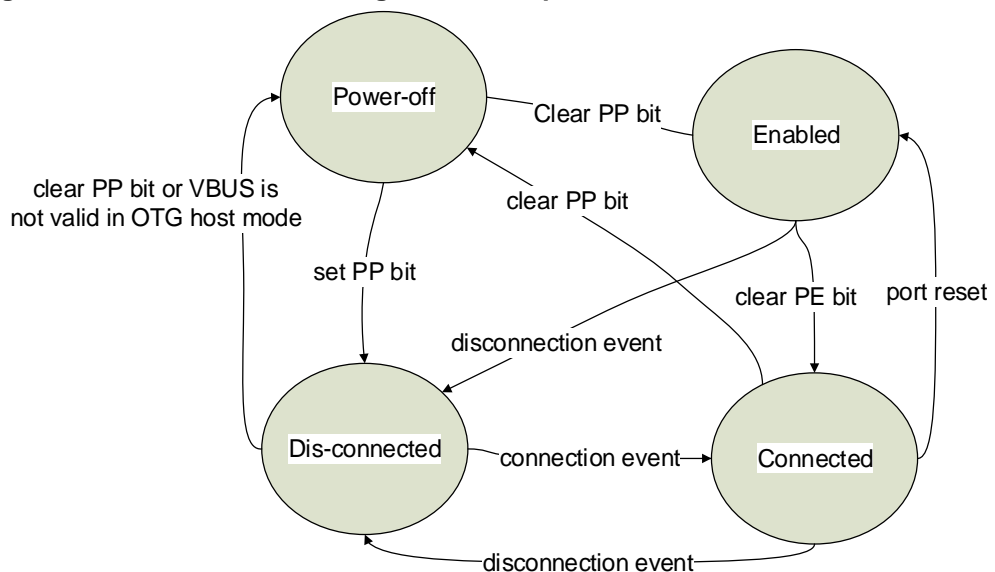 Power-off
Clear PP bit
Enabled
clear PP bit or VBUS is
not valid in OTG host mode
clear PP bit
set PP bit
clear PE bit
port reset
disconnection event
Dis-connected
connection event
Connected
disconnection event